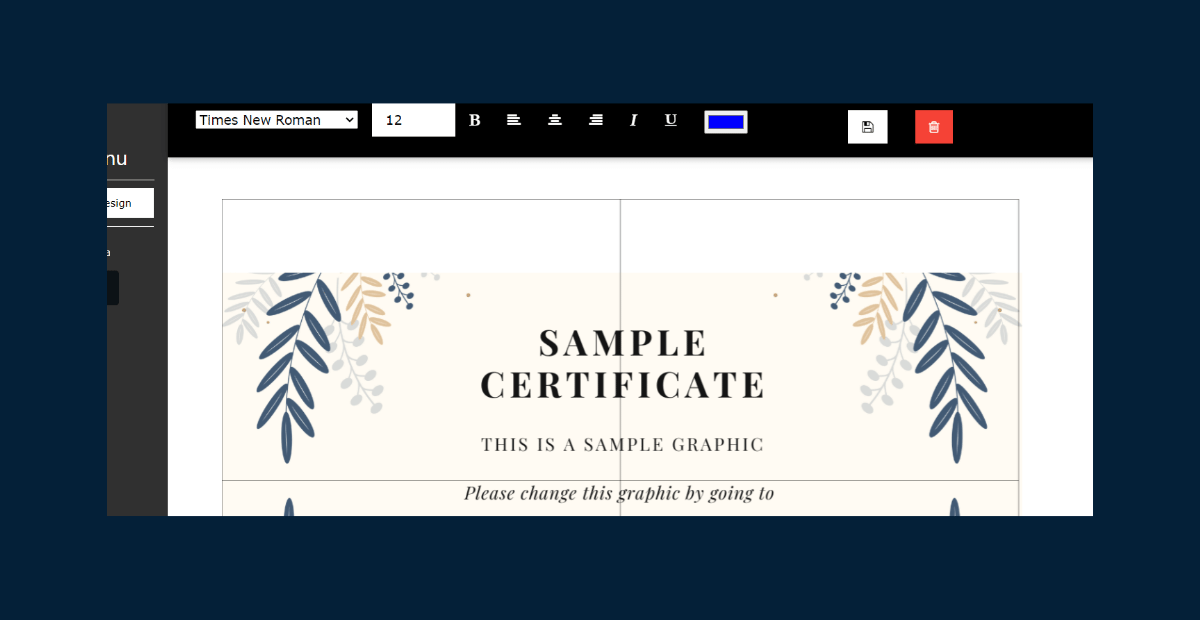 Times New Roman
12
B
I
U
nu
esign
a
SAMPLE
CERTIFICATE
THIS IS A SAMPLE GRAPHIC
Please change this graphic by going to